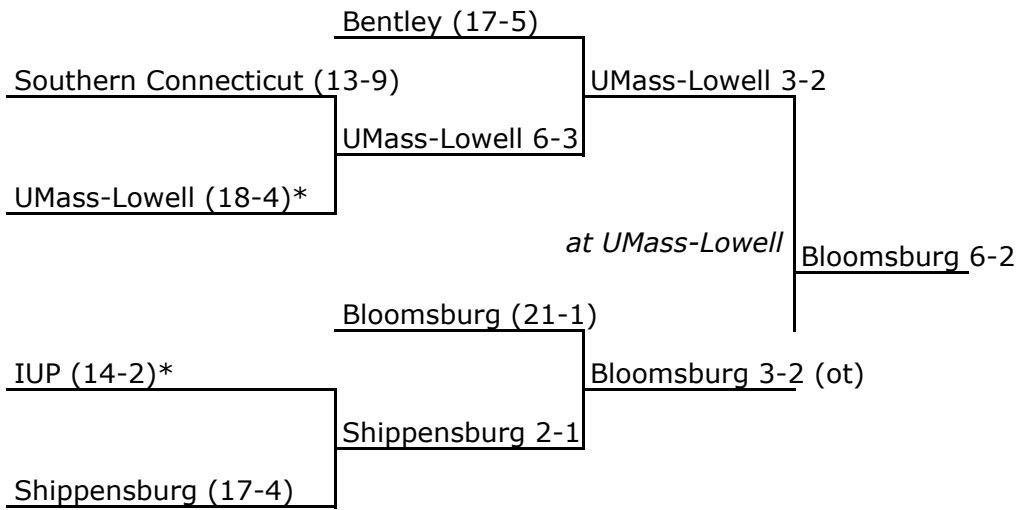 Bentley (17-5)
Southern Connecticut (13-9)
UMass-Lowell 3-2
UMass-Lowell 6-3
UMass-Lowell (18-4)*
at UMass-Lowell
Bloomsburg 6-2
Bloomsburg (21-1)
IUP (14-2)*
Bloomsburg 3-2 (ot)
Shippensburg 2-1
Shippensburg (17-4)